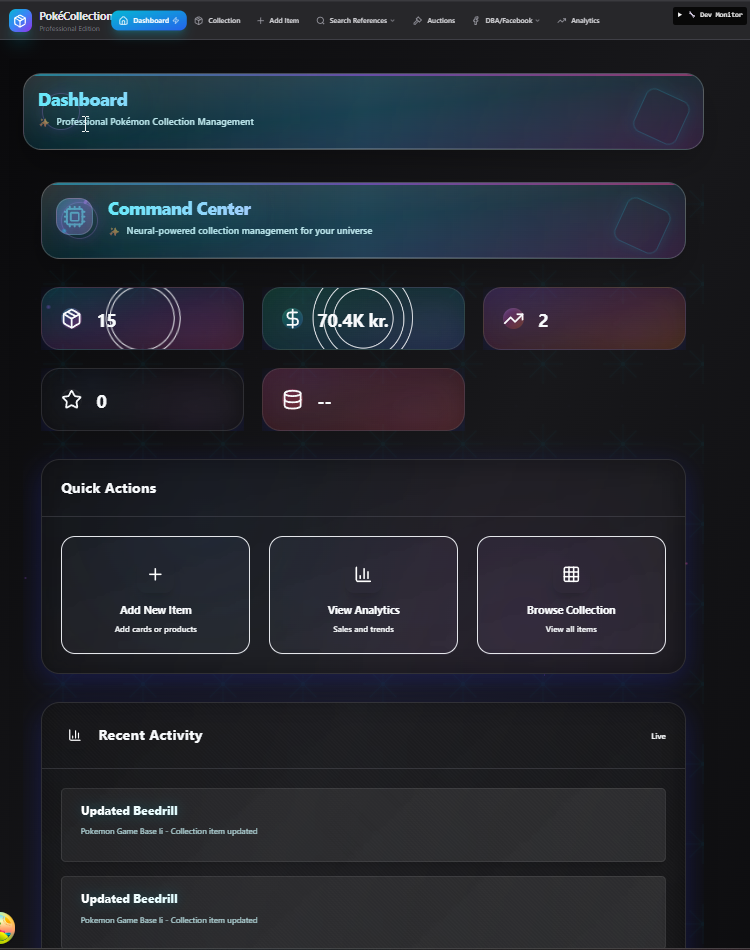 PokéCollection
Professional Edition
Dashboard
Collection
Add Item
Search References
Auctions
DBA/Facebook
Analytics
Dev Monitor
Dashboard
Professional Pokémon Collection Management
Command Center
Neural-powered collection management for your universe
15
70.4K kr.
2
0
--
Quick Actions
Add New Item
Add cards or products
View Analytics
Sales and trends
Browse Collection
View all items
Recent Activity
Live
Updated Beedrill
Pokemon Game Base Ii - Collection item updated
Updated Beedrill
Pokemon Game Base Ii - Collection item updated